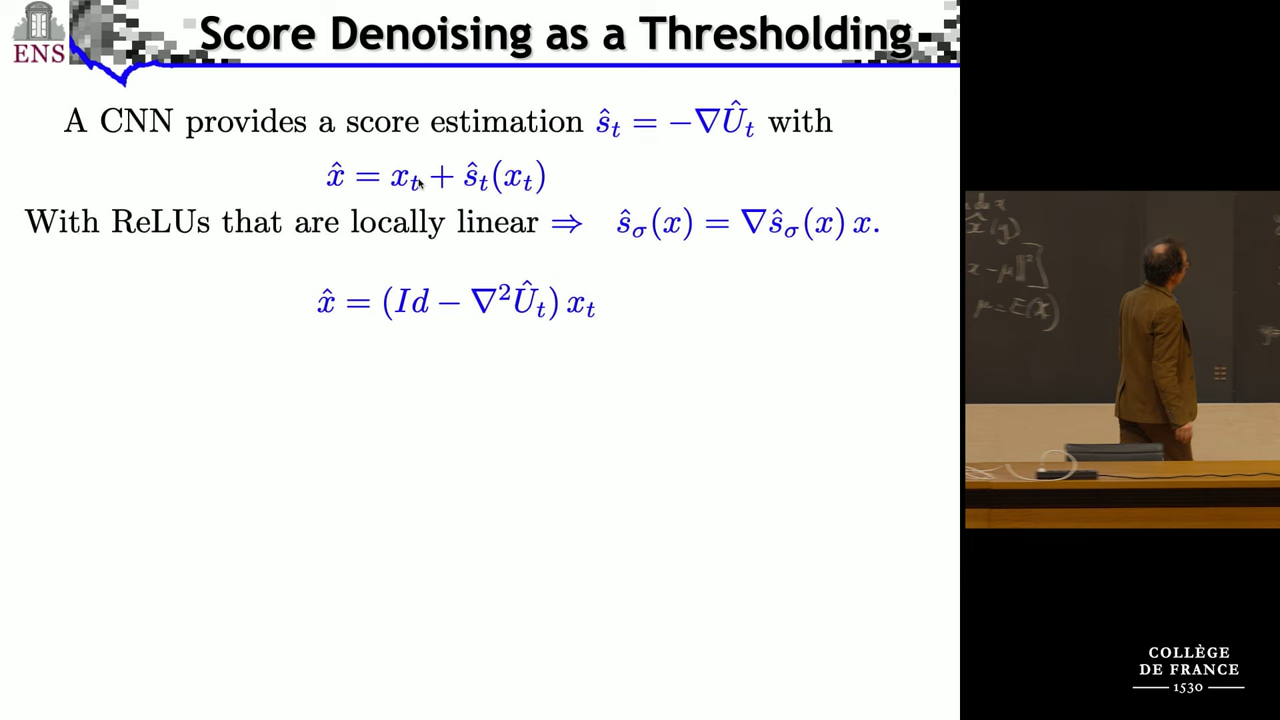 ENS
Score Denoising as a Thresholding
A CNN provides a score estimation ŝ_t = −∇Û_t with
x̂ = x_t + ŝ_t(x_t)
With ReLUs that are locally linear ⇒ ŝ_σ(x) = ∇ŝ_σ(x) x.
x̂ = (Id − ∇²Û_t) x_t
x̂(y)
x − μ‖²]
μ = E(x)
COLLÈGE
DE FRANCE
1530